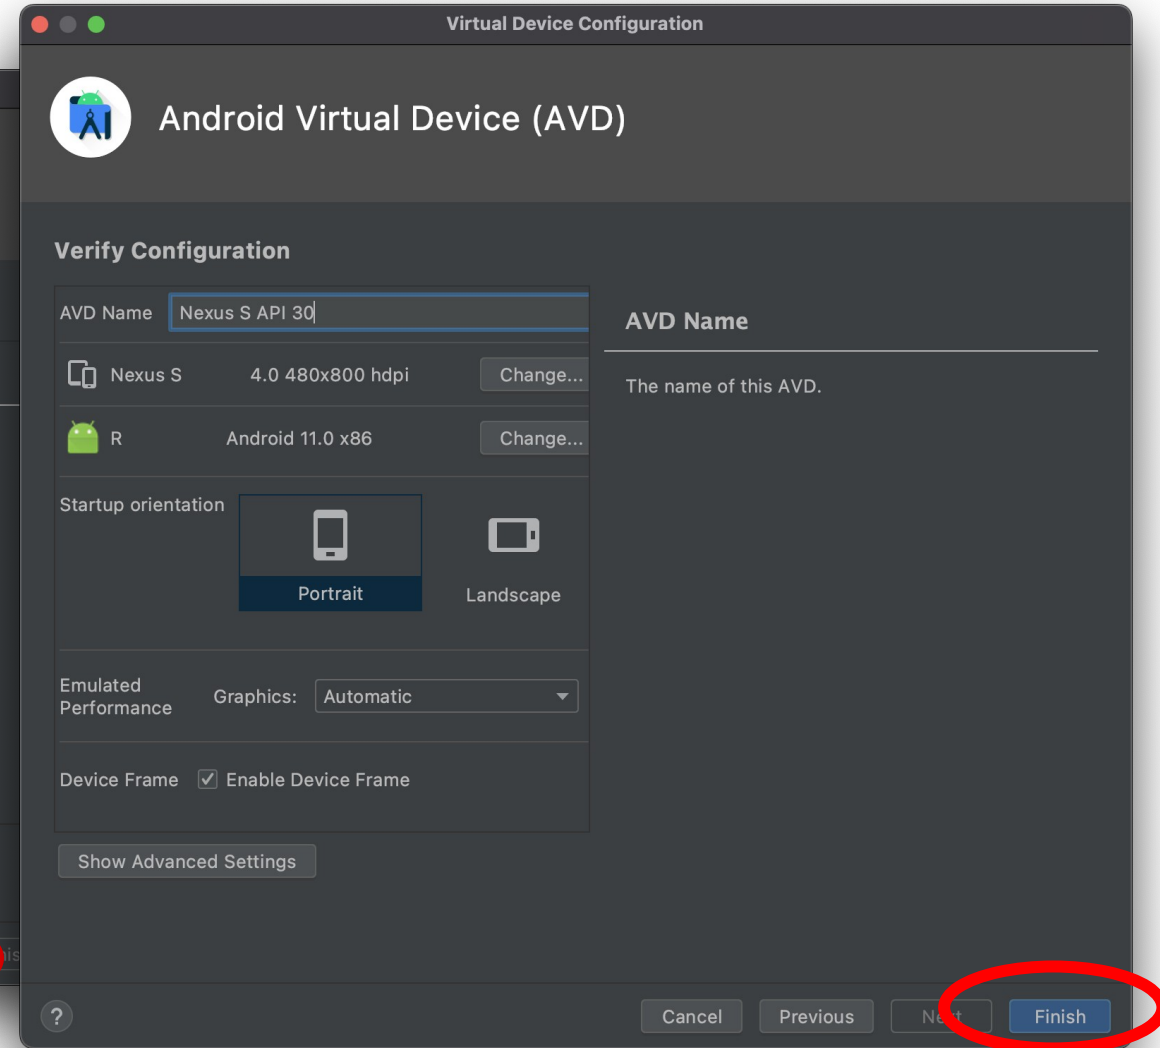 Virtual Device Configuration
Android Virtual Device (AVD)
Verify Configuration
AVD Name Nexus S API 30
Nexus S 4.0 480x800 hdpi Change...
R Android 11.0 x86 Change...
Startup orientation
Portrait
Landscape
Emulated
Performance
Graphics: Automatic
Device Frame Enable Device Frame
Show Advanced Settings
AVD Name
The name of this AVD.
? Cancel Previous Next Finish